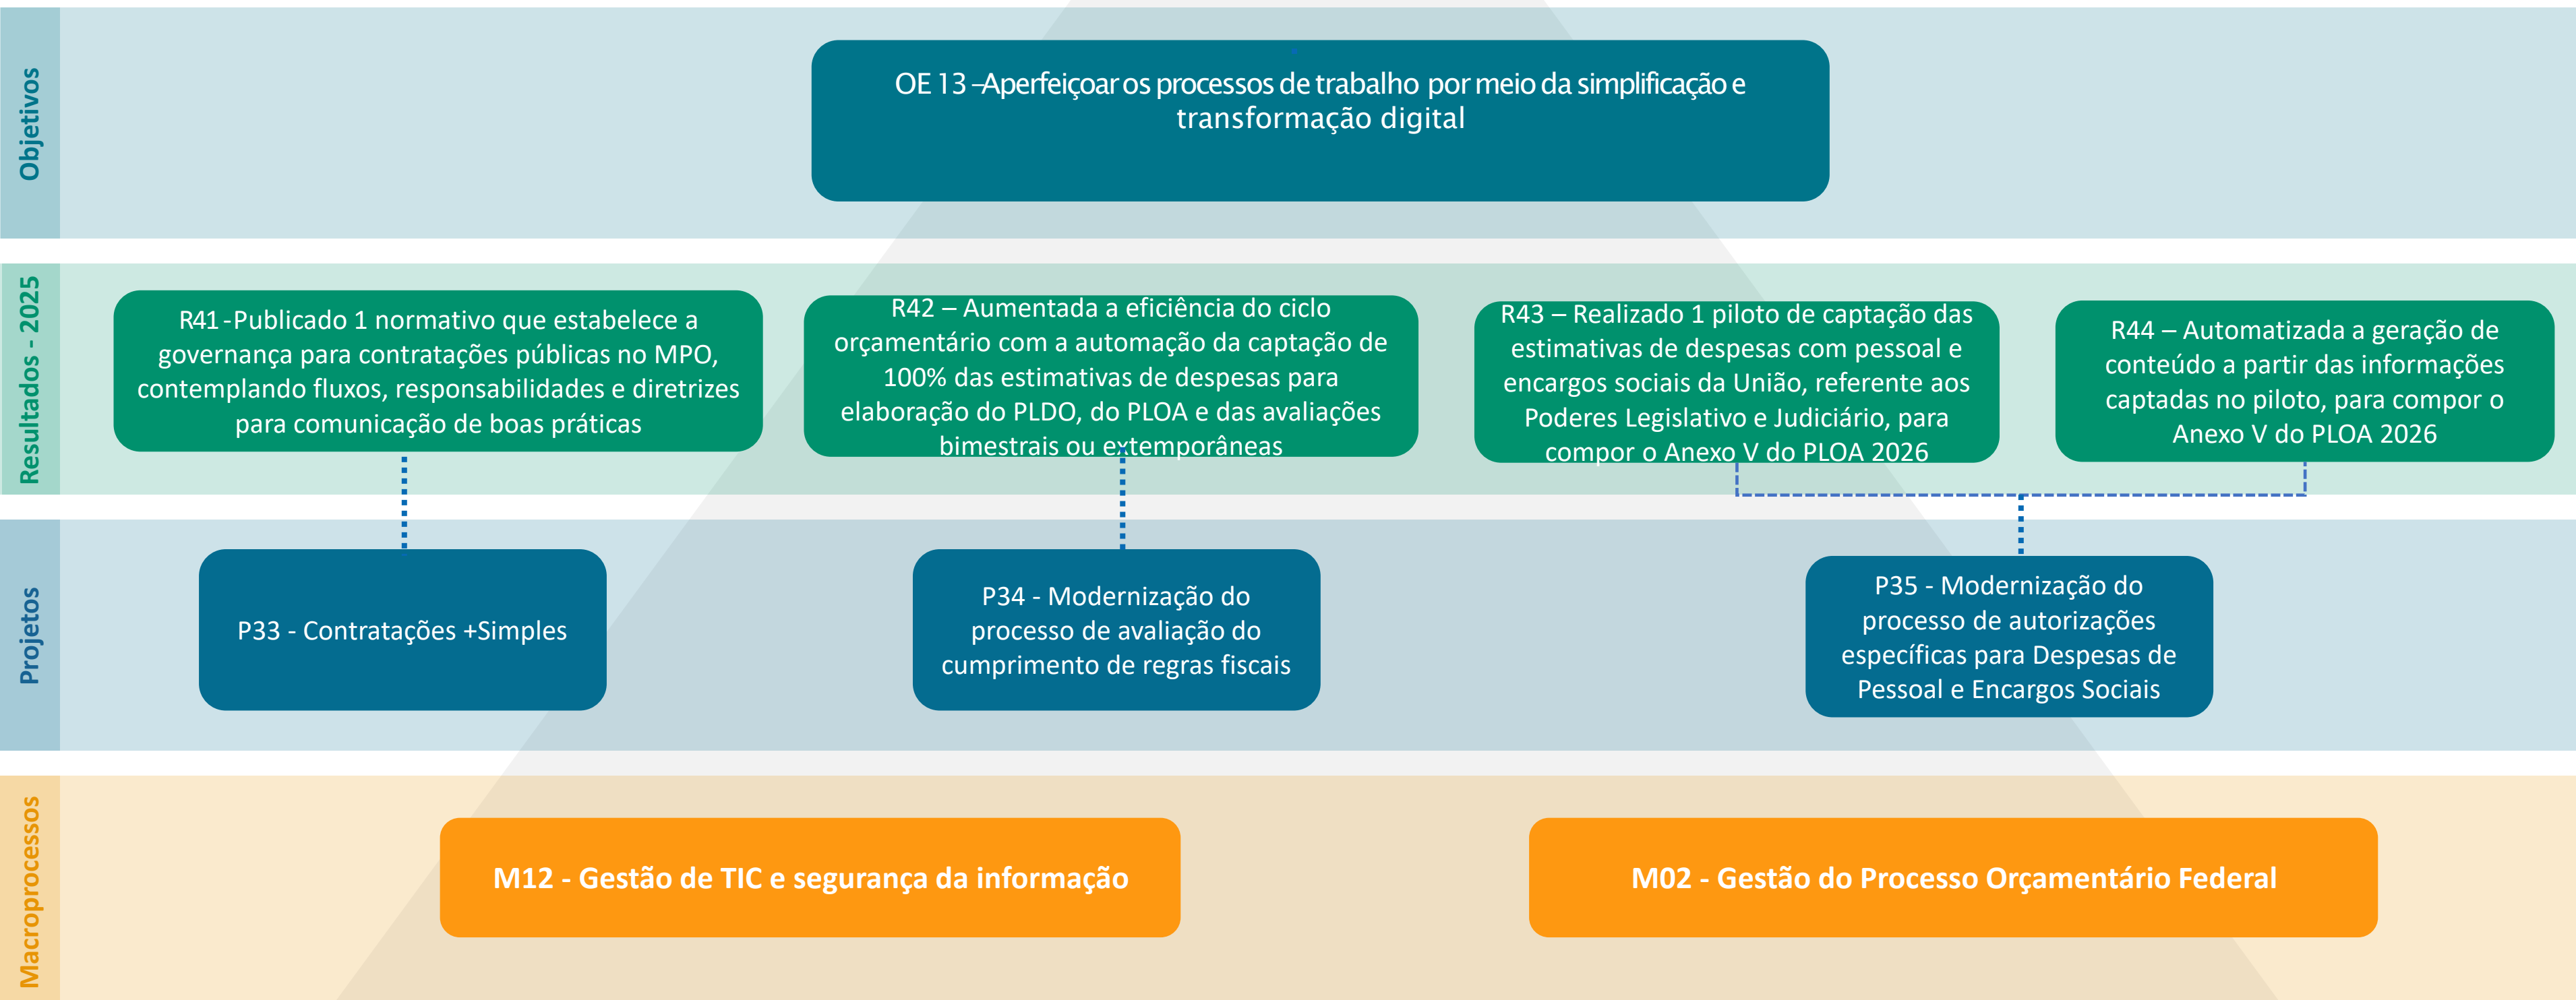 Objetivos
OE 13 –Aperfeiçoar os processos de trabalho por meio da simplificação e
transformação digital
Resultados - 2025
R41-Publicado 1 normativo que estabelece a
governança para contratações públicas no MPO,
contemplando fluxos, responsabilidades e diretrizes
para comunicação de boas práticas
R42 – Aumentada a eficiência do ciclo
orçamentário com a automação da captação de
100% das estimativas de despesas para
elaboração do PLDO, do PLOA e das avaliações
bimestrais ou extemporâneas
R43 – Realizado 1 piloto de captação das
estimativas de despesas com pessoal e
encargos sociais da União, referente aos
Poderes Legislativo e Judiciário, para
compor o Anexo V do PLOA 2026
R44 – Automatizada a geração de
conteúdo a partir das informações
captadas no piloto, para compor o
Anexo V do PLOA 2026
Projetos
P33 - Contratações +Simples
P34 - Modernização do
processo de avaliação do
cumprimento de regras fiscais
P35 - Modernização do
processo de autorizações
específicas para Despesas de
Pessoal e Encargos Sociais
Macroprocessos
M12 - Gestão de TIC e segurança da informação
M02 - Gestão do Processo Orçamentário Federal